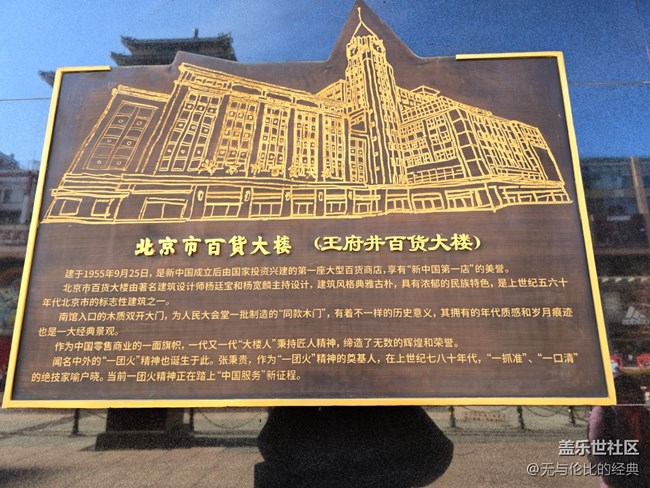 北京市百货大楼 （王府井百货大楼）
建于1955年9月25日，是新中国成立后由国家投资兴建的第一座大型百货商店，享有“新中国第一店”的美誉。
北京市百货大楼由著名建筑设计师杨廷宝和杨宽麟主持设计，建筑风格典雅古朴，具有浓郁的民族特色，是上世纪五六十
年代北京市的标志性建筑之一。
南馆入口的木质双开大门，为人民大会堂一批制造的“同款木门”，有着不一样的历史意义，其拥有的年代质感和岁月痕迹
也是一大经典景观。
作为中国零售商业的一面旗帜，一代又一代“大楼人”秉持匠人精神，缔造了无数的辉煌和荣誉。
闻名中外的“一团火”精神也诞生于此。张秉贵，作为“一团火”精神的奠基人，在上世纪七八十年代，“一抓准”、“一口清”
的绝技家喻户晓。当前一团火精神正在踏上“中国服务”新征程。
盖乐世社区
@无与伦比的经典